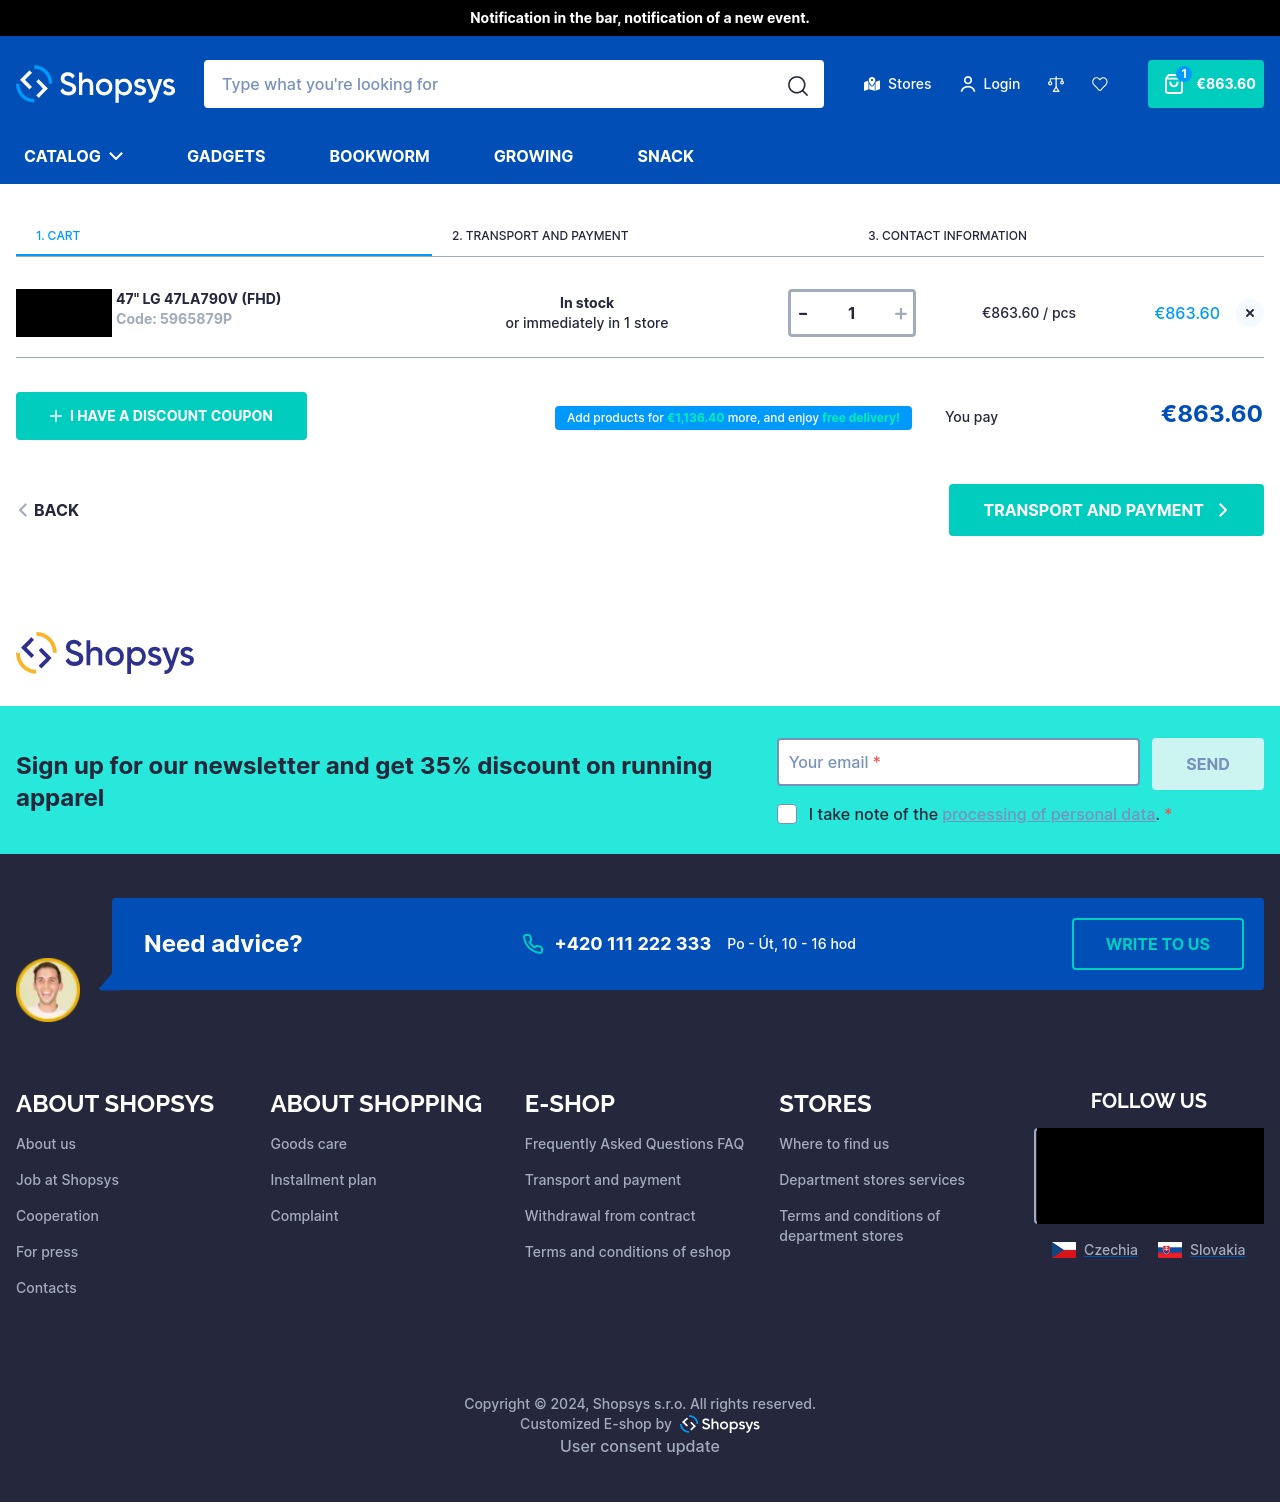 Notification in the bar, notification of a new event.
Shopsys
Type what you're looking for
Stores
Login
1
€863.60
CATALOG
GADGETS
BOOKWORM
GROWING
SNACK
1. CART
2. TRANSPORT AND PAYMENT
3. CONTACT INFORMATION
47" LG 47LA790V (FHD)
Code: 5965879P
In stock
or immediately in 1 store
- 1 +
€863.60 / pcs
€863.60
I HAVE A DISCOUNT COUPON
Add products for €1,136.40 more, and enjoy free delivery!
You pay
€863.60
BACK
TRANSPORT AND PAYMENT
Shopsys
Sign up for our newsletter and get 35% discount on running
apparel
Your email *
SEND
I take note of the processing of personal data. *
Need advice?
+420 111 222 333
Po - Út, 10 - 16 hod
WRITE TO US
ABOUT SHOPSYS
About us
Job at Shopsys
Cooperation
For press
Contacts
ABOUT SHOPPING
Goods care
Installment plan
Complaint
E-SHOP
Frequently Asked Questions FAQ
Transport and payment
Withdrawal from contract
Terms and conditions of eshop
STORES
Where to find us
Department stores services
Terms and conditions of
department stores
FOLLOW US
Czechia
Slovakia
Copyright © 2024, Shopsys s.r.o. All rights reserved.
Customized E-shop by Shopsys
User consent update